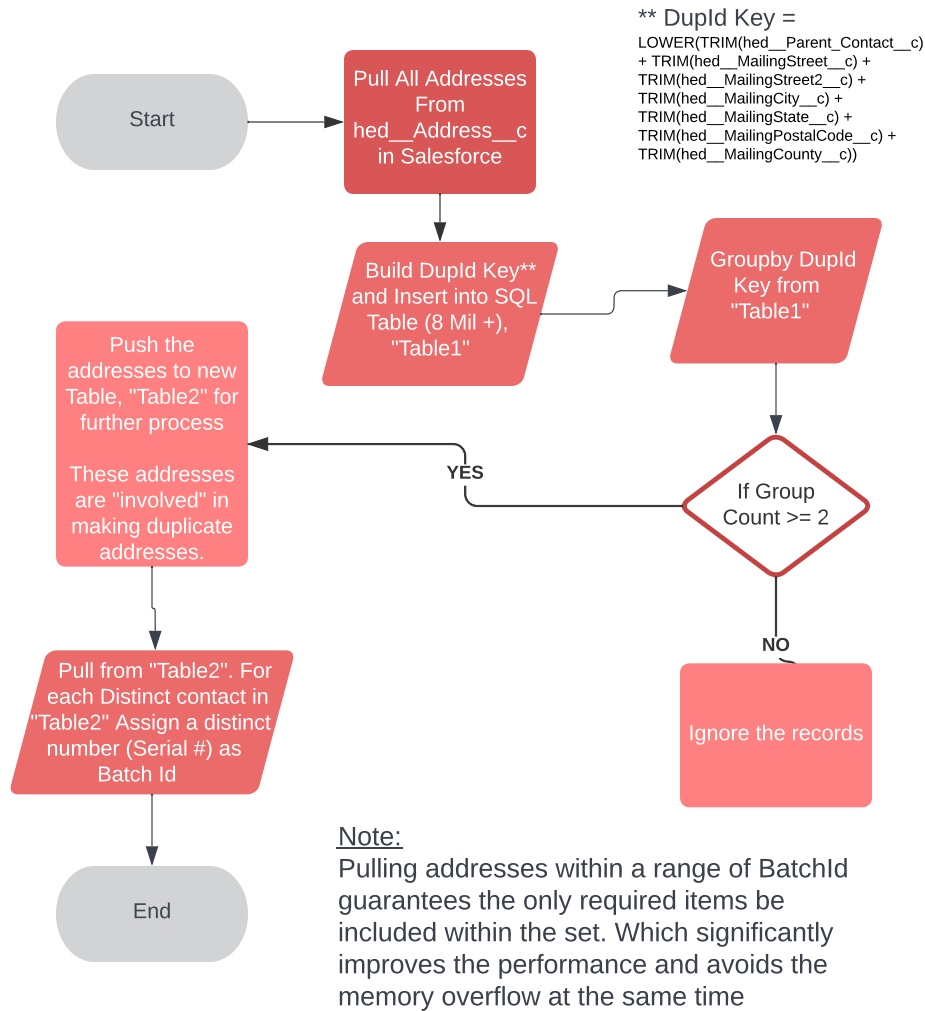 ** DupId Key =
LOWER(TRIM(hed__Parent_Contact__c)
+ TRIM(hed__MailingStreet__c) +
TRIM(hed__MailingStreet2__c) +
TRIM(hed__MailingCity__c) +
TRIM(hed__MailingState__c) +
TRIM(hed__MailingPostalCode__c) +
TRIM(hed__MailingCounty__c))
Start
Pull All Addresses
From
hed__Address__c
in Salesforce
Build DupId Key**
and Insert into SQL
Table (8 Mil +),
"Table1"
Groupby DupId
Key from
"Table1"
If Group
Count >= 2
YES
NO
Ignore the records
Push the
addresses to new
Table, "Table2" for
further process
These addresses
are "involved" in
making duplicate
addresses.
Pull from "Table2". For
each Distinct contact in
"Table2" Assign a distinct
number (Serial #) as
Batch Id
End
Note:
Pulling addresses within a range of BatchId
guarantees the only required items be
included within the set. Which significantly
improves the performance and avoids the
memory overflow at the same time